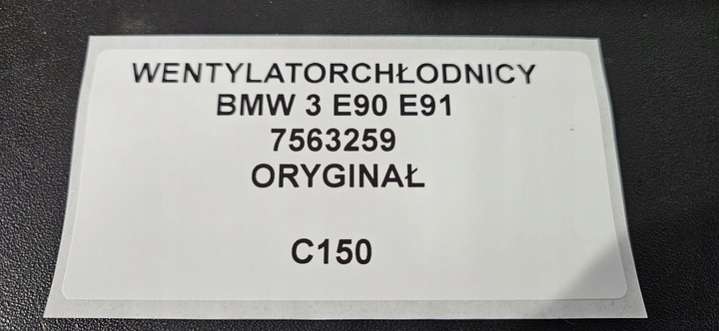 WENTYLATORCHŁODNICY
BMW 3 E90 E91
7563259
ORYGINAŁ
C150